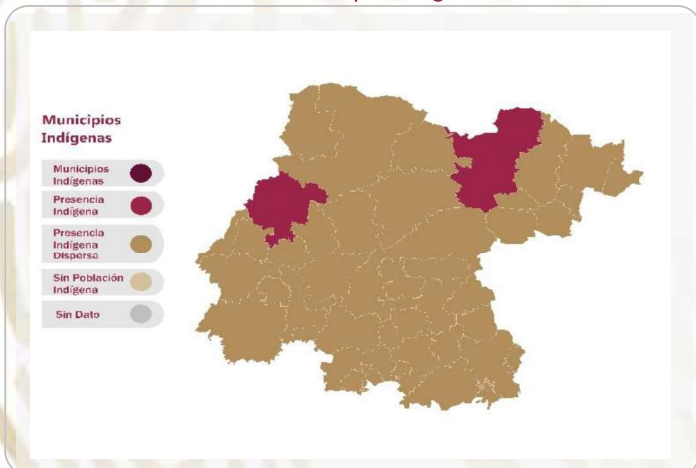 Municipios
Indígenas
Municipios
Indígenas
Presencia
Indígena
Presencia
Indígena
Dispersa
Sin Población
Indígena
Sin Dato